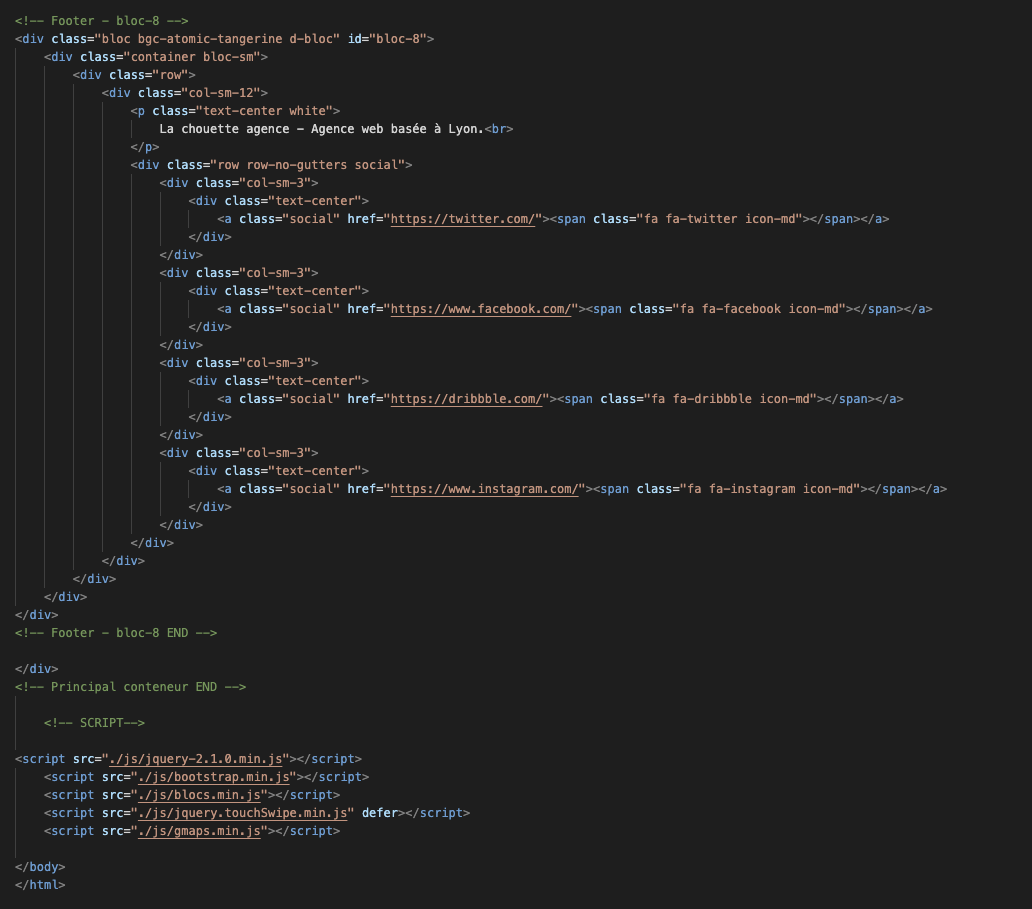 <!-- Footer - bloc-8 -->
<div class="bloc bgc-atomic-tangerine d-bloc" id="bloc-8">
    <div class="container bloc-sm">
        <div class="row">
            <div class="col-sm-12">
                <p class="text-center white">
                    La chouette agence - Agence web basée à Lyon.<br>
                </p>
                <div class="row row-no-gutters social">
                    <div class="col-sm-3">
                        <div class="text-center">
                            <a class="social" href="https://twitter.com/"><span class="fa fa-twitter icon-md"></span></a>
                        </div>
                    </div>
                    <div class="col-sm-3">
                        <div class="text-center">
                            <a class="social" href="https://www.facebook.com/"><span class="fa fa-facebook icon-md"></span></a>
                        </div>
                    </div>
                    <div class="col-sm-3">
                        <div class="text-center">
                            <a class="social" href="https://dribbble.com/"><span class="fa fa-dribbble icon-md"></span></a>
                        </div>
                    </div>
                    <div class="col-sm-3">
                        <div class="text-center">
                            <a class="social" href="https://www.instagram.com/"><span class="fa fa-instagram icon-md"></span></a>
                        </div>
                    </div>
                </div>
            </div>
        </div>
    </div>
</div>
<!-- Footer - bloc-8 END -->

</div>
<!-- Principal conteneur END -->

    <!-- SCRIPT-->

<script src="./js/jquery-2.1.0.min.js"></script>
    <script src="./js/bootstrap.min.js"></script>
    <script src="./js/blocs.min.js"></script>
    <script src="./js/jquery.touchSwipe.min.js" defer></script>
    <script src="./js/gmaps.min.js"></script>

</body>
</html>